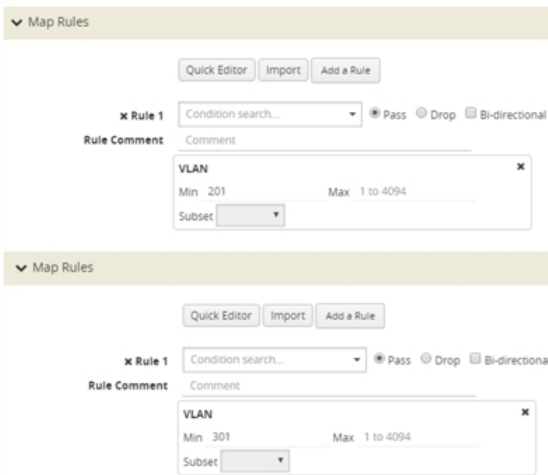 Map Rules
Quick Editor Import Add a Rule
x Rule 1 Condition search... Pass Drop Bi-directional
Rule Comment Comment
VLAN x
Min 201 Max 1 to 4094
Subset
Map Rules
Quick Editor Import Add a Rule
x Rule 1 Condition search... Pass Drop Bi-directiona
Rule Comment Comment
VLAN x
Min 301 Max 1 to 4094
Subset